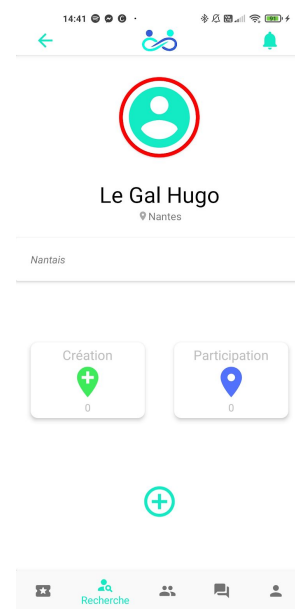 14:41
Le Gal Hugo
Nantes
Nantais
Création
0
Participation
0
Recherche